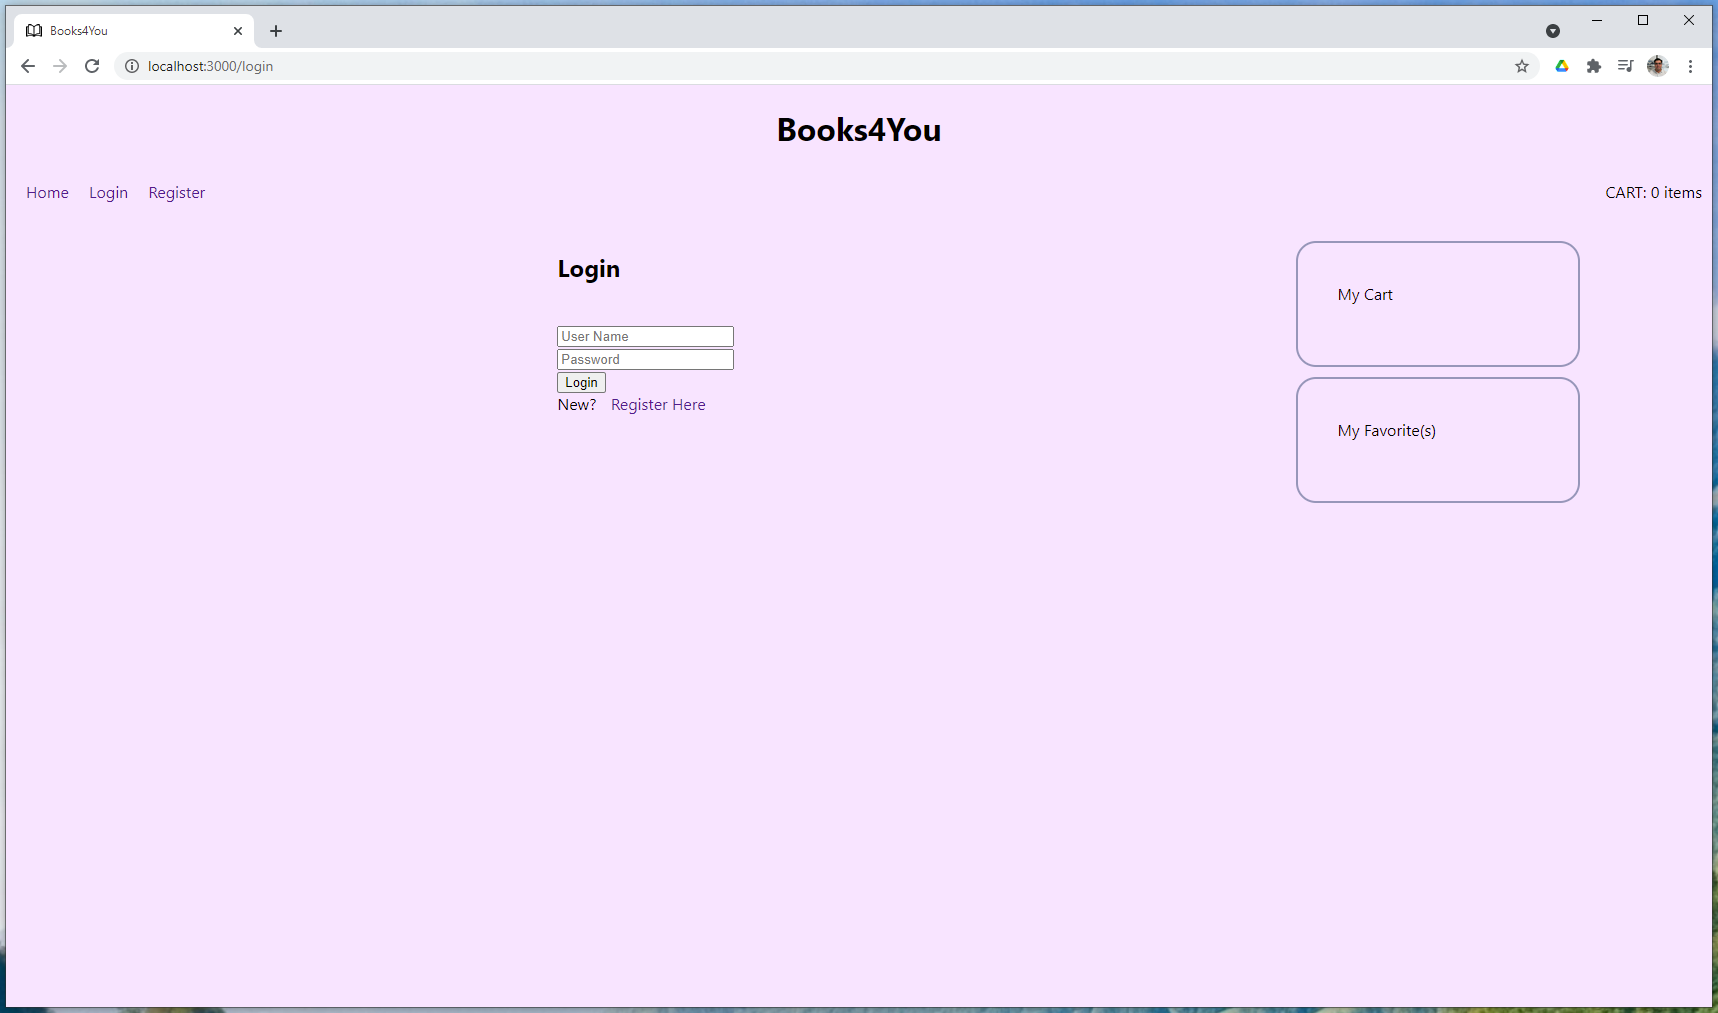 Books4You
localhost:3000/login
Books4You
Home Login Register CART: 0 items
Login
User Name
Password
Login
New? Register Here
My Cart
My Favorite(s)